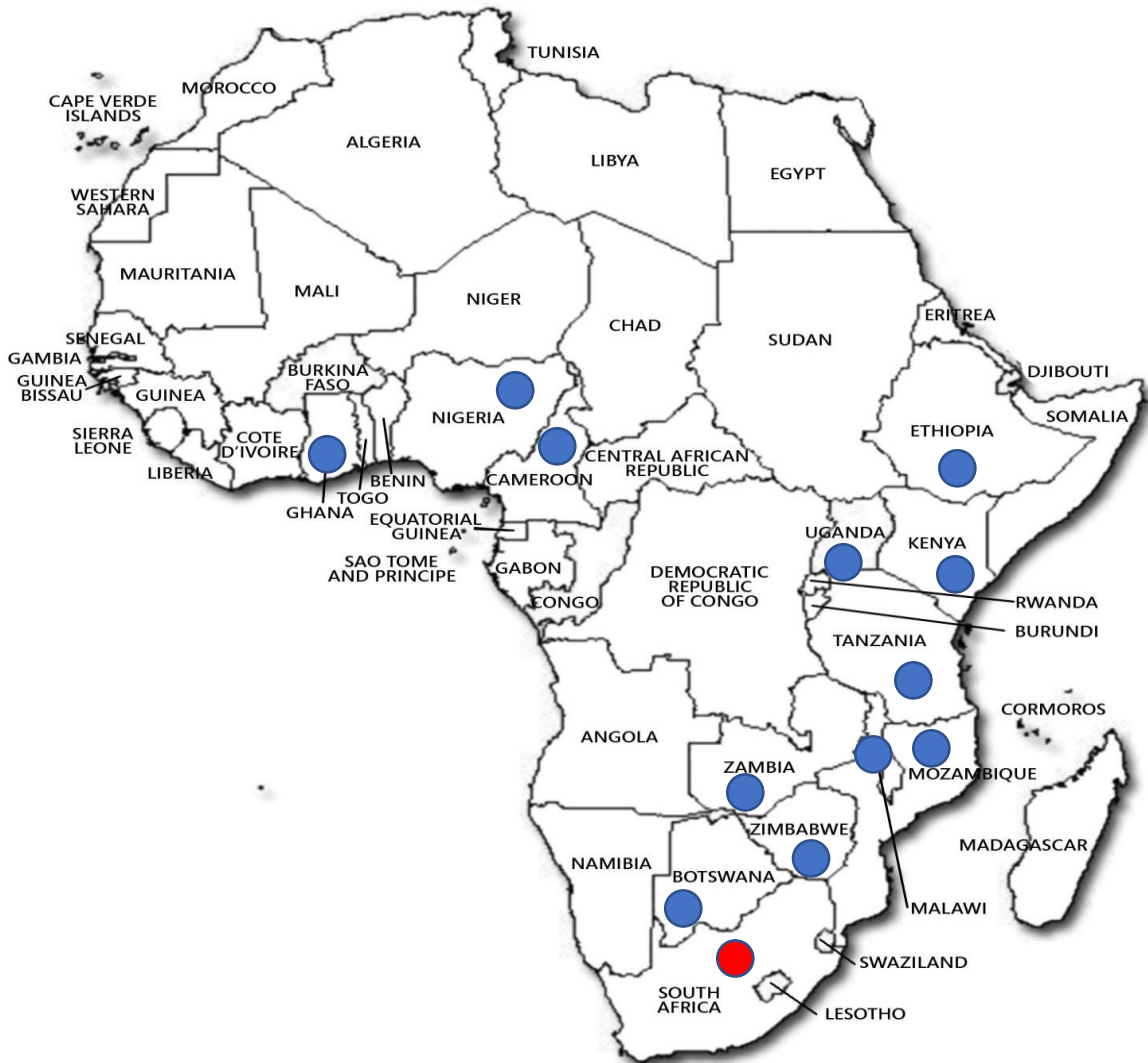 TUNISIA
MOROCCO
CAPE VERDE
ISLANDS
ALGERIA
LIBYA
EGYPT
WESTERN
SAHARA
MAURITANIA
MALI
NIGER
CHAD
SUDAN
ERITREA
SENEGAL
GAMBIA
GUINEA
BISSAU
GUINEA
BURKINA
FASO
DJIBOUTI
NIGERIA
SOMALIA
ETHIOPIA
SIERRA
LEONE
COTE
D'IVOIRE
LIBERIA
GHANA
TOGO
BENIN
CAMEROON
CENTRAL AFRICAN
REPUBLIC
EQUATORIAL
GUINEA
SAO TOME
AND PRINCIPE
GABON
CONGO
DEMOCRATIC
REPUBLIC
OF CONGO
UGANDA
KENYA
RWANDA
BURUNDI
TANZANIA
CORMOROS
ANGOLA
ZAMBIA
MOZAMBIQUE
ZIMBABWE
MADAGASCAR
NAMIBIA
BOTSWANA
MALAWI
SWAZILAND
SOUTH
AFRICA
LESOTHO